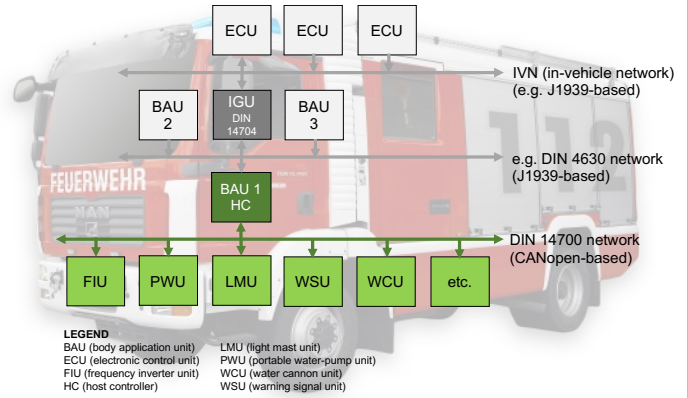 ECU
ECU
ECU
IVN (in-vehicle network)
(e.g. J1939-based)
BAU
2
IGU
DIN
14704
BAU
3
e.g. DIN 4630 network
(J1939-based)
112
FEUERWEHR
MAN
BAU 1
HC
DIN 14700 network
(CANopen-based)
FIU
PWU
LMU
WSU
WCU
etc.
LEGEND
BAU (body application unit)
ECU (electronic control unit)
FIU (frequency inverter unit)
HC (host controller)
LMU (light mast unit)
PWU (portable water-pump unit)
WCU (water cannon unit)
WSU (warning signal unit)